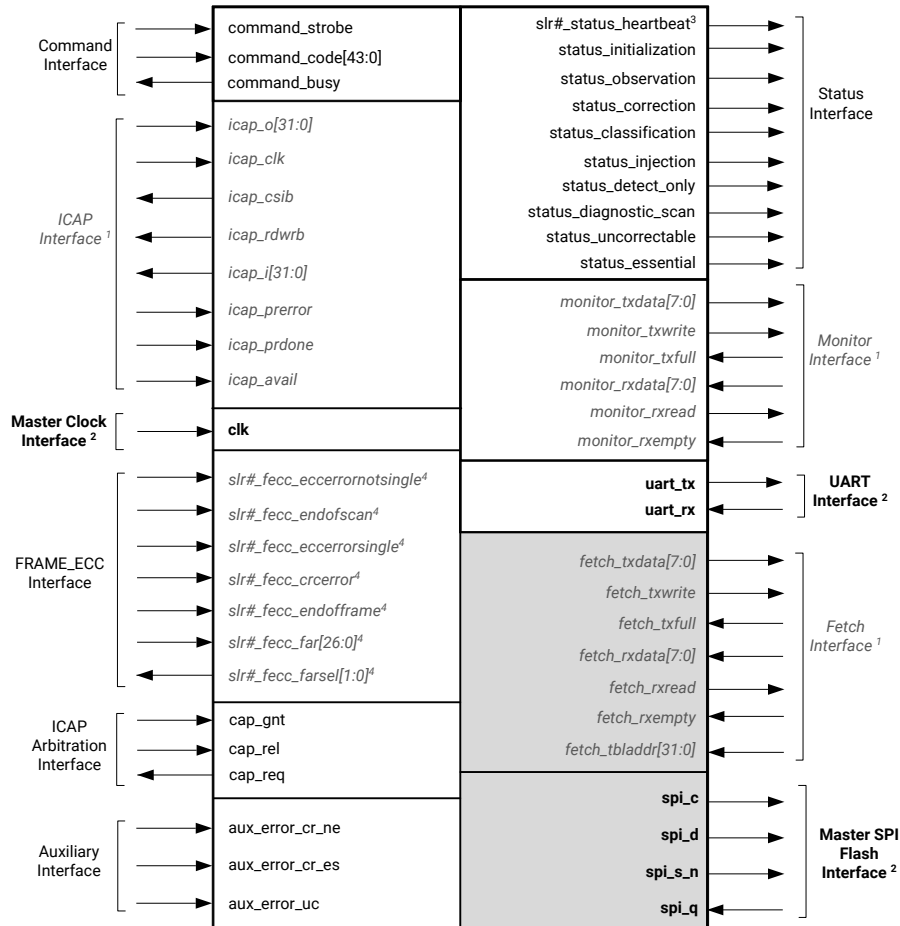 Command
Interface
command_strobe
command_code[43:0]
command_busy
ICAP
Interface ¹
icap_o[31:0]
icap_clk
icap_csib
icap_rdwrb
icap_i[31:0]
icap_prerror
icap_prdone
icap_avail
Master Clock
Interface ²
clk
FRAME_ECC
Interface
slr#_fecc_eccerrornotsingle⁴
slr#_fecc_endofscan⁴
slr#_fecc_eccerrorsingle⁴
slr#_fecc_crcerror⁴
slr#_fecc_endofframe⁴
slr#_fecc_far[26:0]⁴
slr#_fecc_farsel[1:0]⁴
ICAP
Arbitration
Interface
cap_gnt
cap_rel
cap_req
Auxiliary
Interface
aux_error_cr_ne
aux_error_cr_es
aux_error_uc
slr#_status_heartbeat³
status_initialization
status_observation
status_correction
status_classification
status_injection
status_detect_only
status_diagnostic_scan
status_uncorrectable
status_essential
Status
Interface
monitor_txdata[7:0]
monitor_txwrite
monitor_txfull
monitor_rxdata[7:0]
monitor_rxread
monitor_rxempty
Monitor
Interface ¹
uart_tx
uart_rx
UART
Interface ²
fetch_txdata[7:0]
fetch_txwrite
fetch_txfull
fetch_rxdata[7:0]
fetch_rxread
fetch_rxempty
fetch_tbladdr[31:0]
Fetch
Interface ¹
spi_c
spi_d
spi_s_n
spi_q
Master SPI
Flash
Interface ²